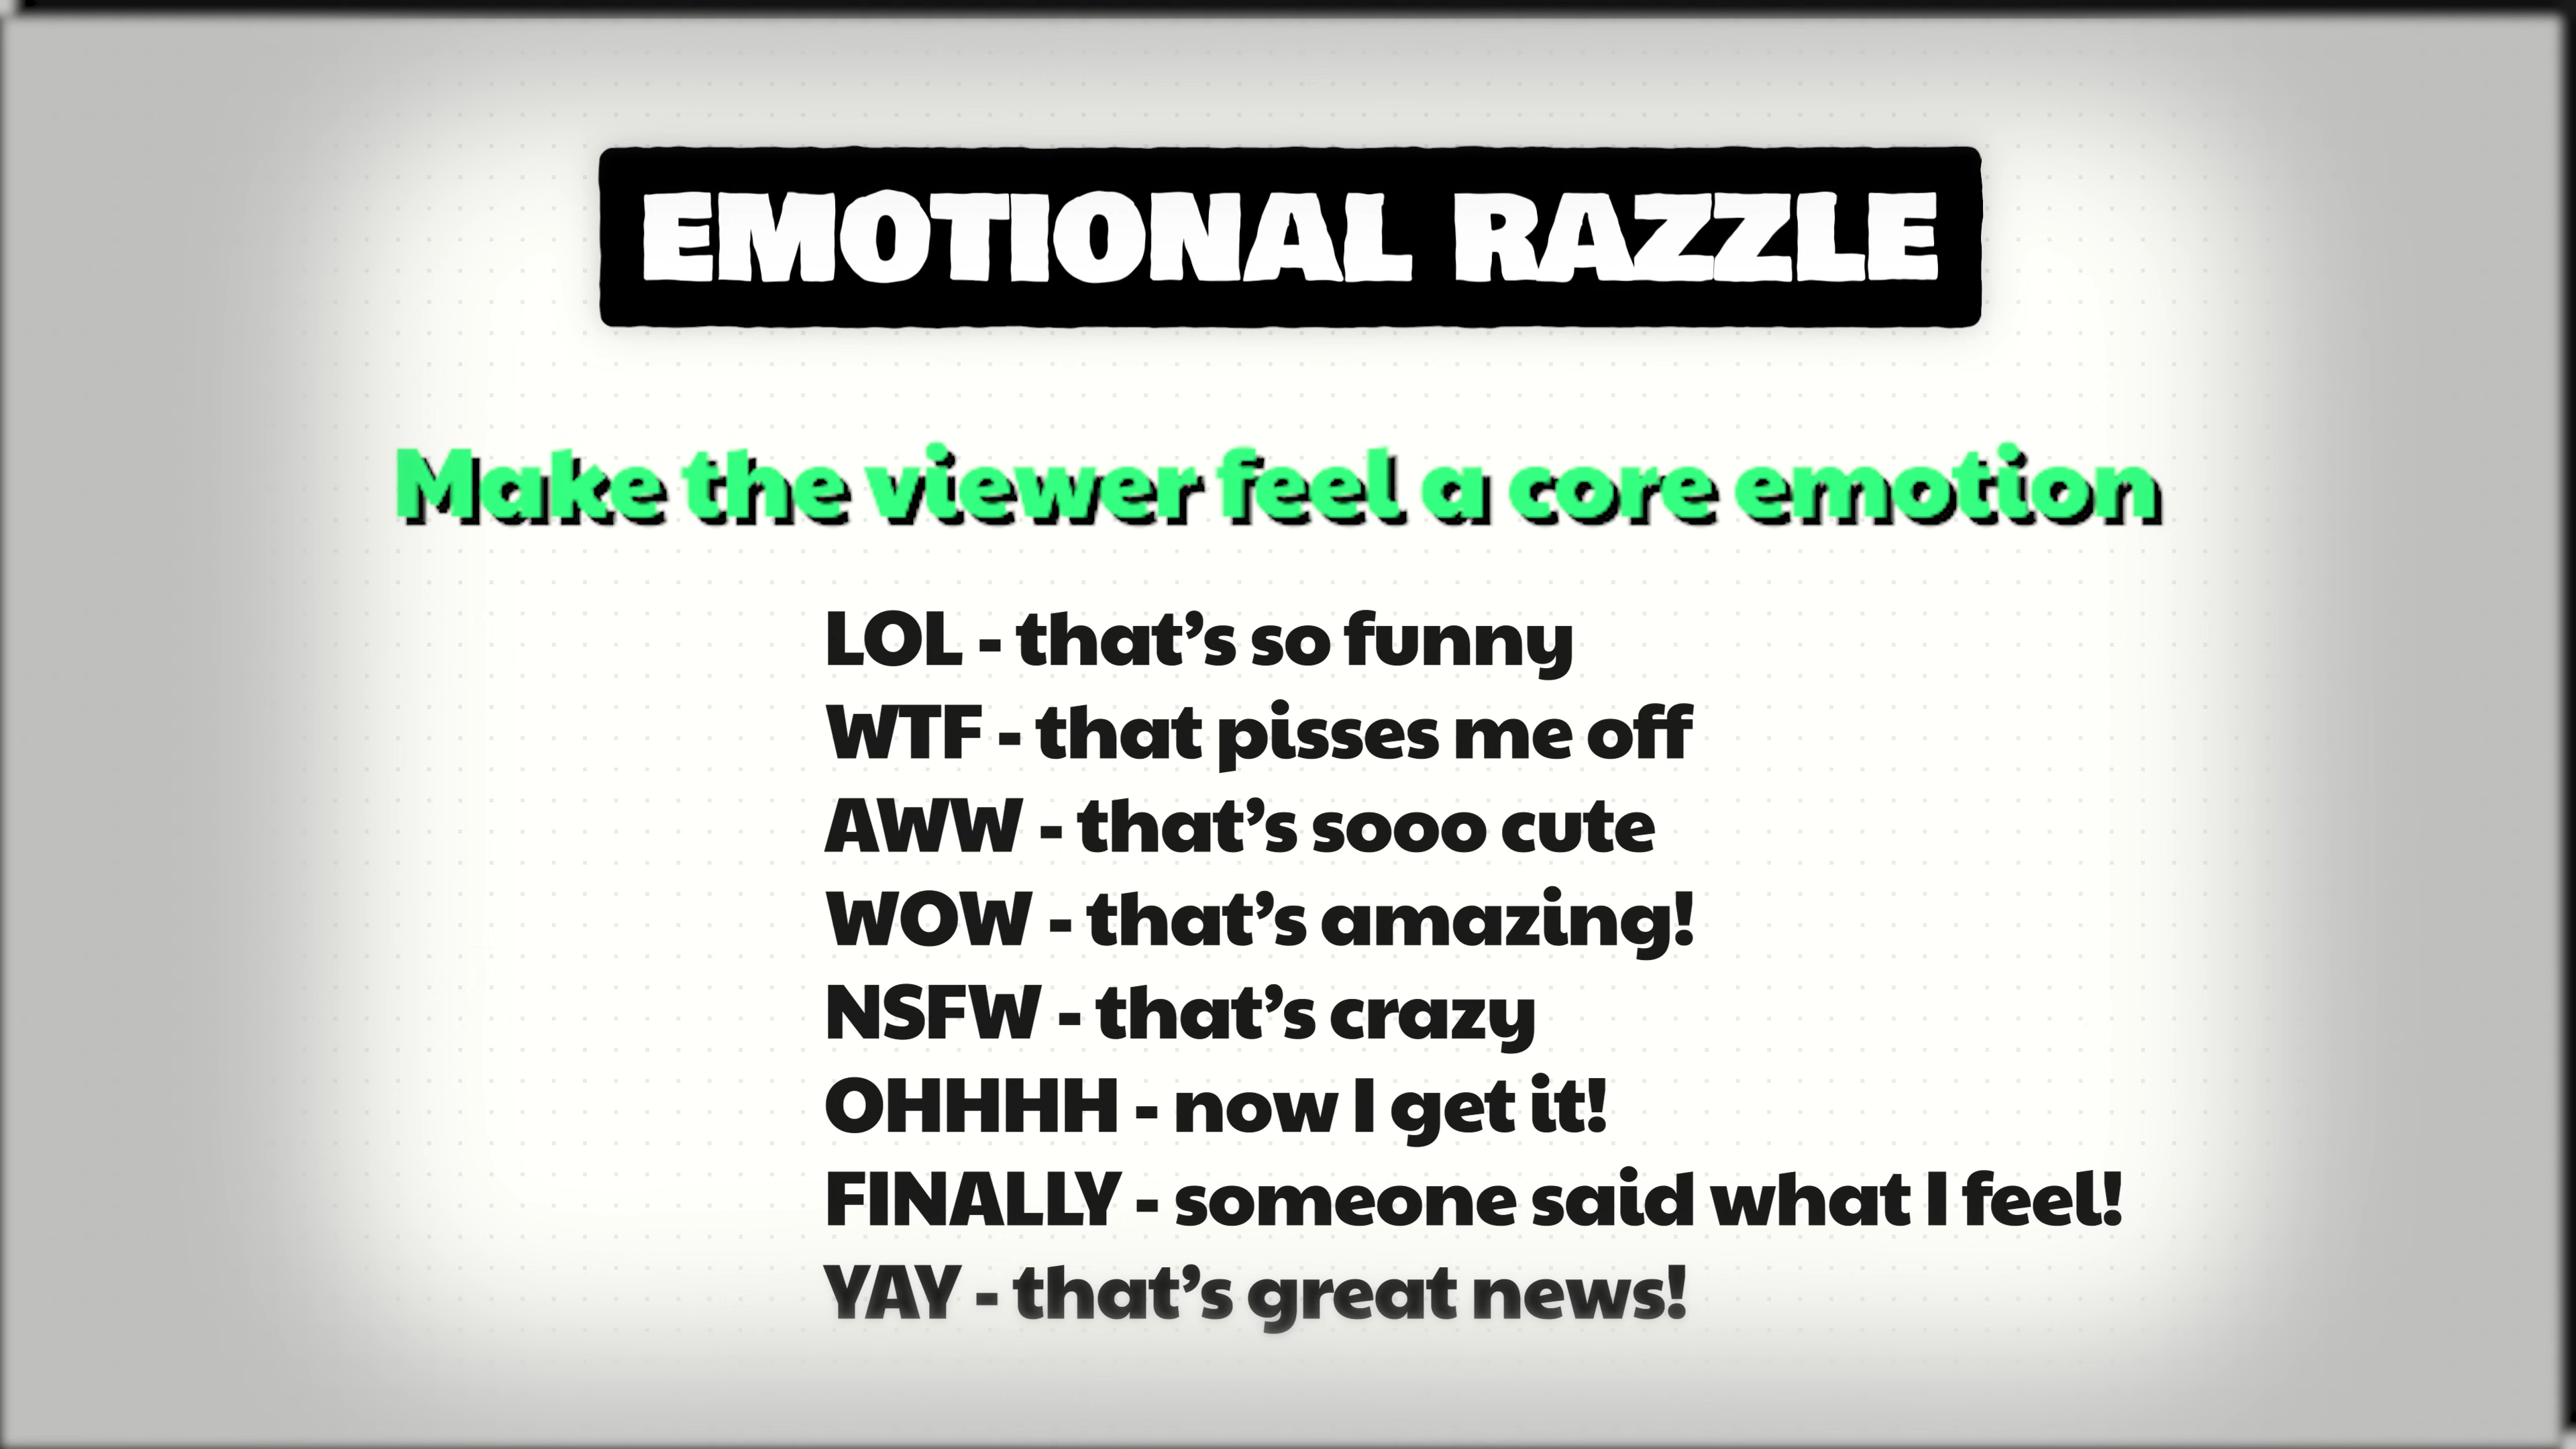 EMOTIONAL RAZZLE
Make the viewer feel a core emotion
LOL - that’s so funny
WTF - that pisses me off
AWW - that’s sooo cute
WOW - that’s amazing!
NSFW - that’s crazy
OHHHH - now I get it!
FINALLY - someone said what I feel!
YAY - that’s great news!